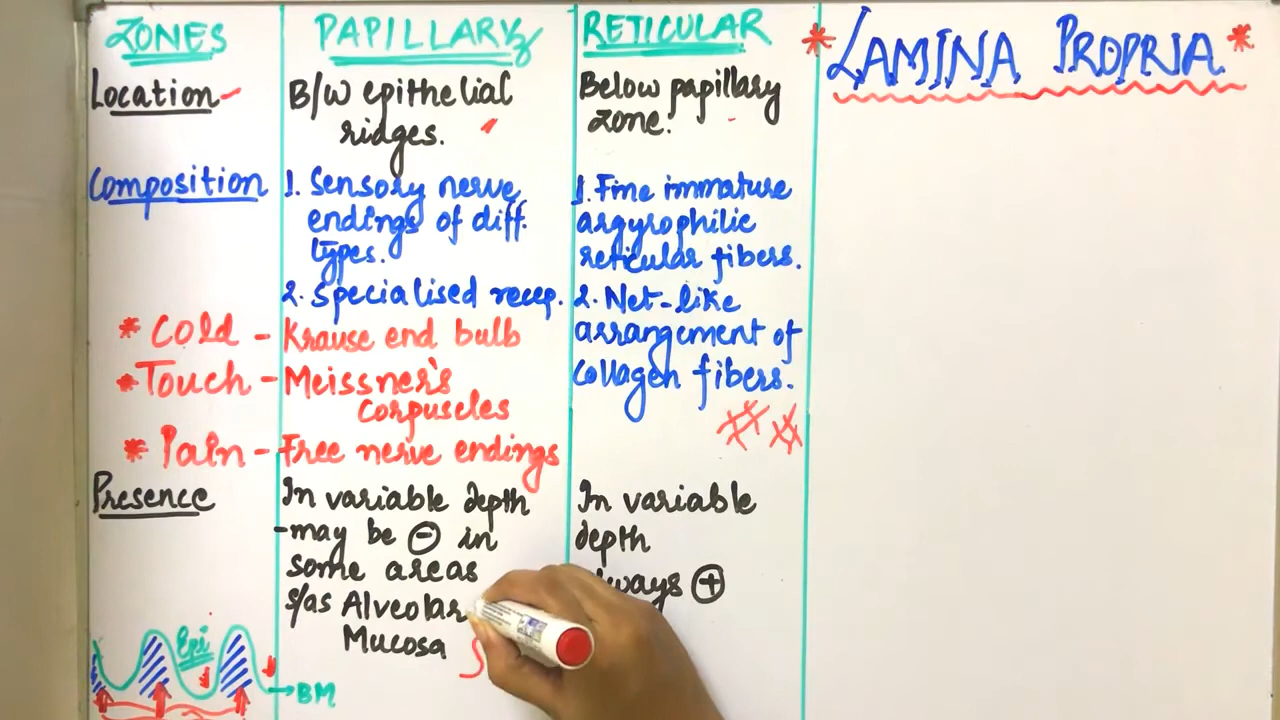 ZONES PAPILLARY RETICULAR * LAMINA PROPRIA *
Location B/w epithelial ridges.
Below papillary zone.
Composition
1. Sensory nerve
endings of diff.
types.
2. Specialised recep.
1. Fine immature
argyrophilic
reticular fibers.
2. Net-like
arrangement of
collagen fibers.
* Cold - Krause end bulb
* Touch - Meissner's
corpuscles
* Pain - Free nerve endings
Presence
In variable depth
- may be ⊖ in
some areas
s/as Alveolar
Mucosa
In variable
depth
⊕
Epi
BM